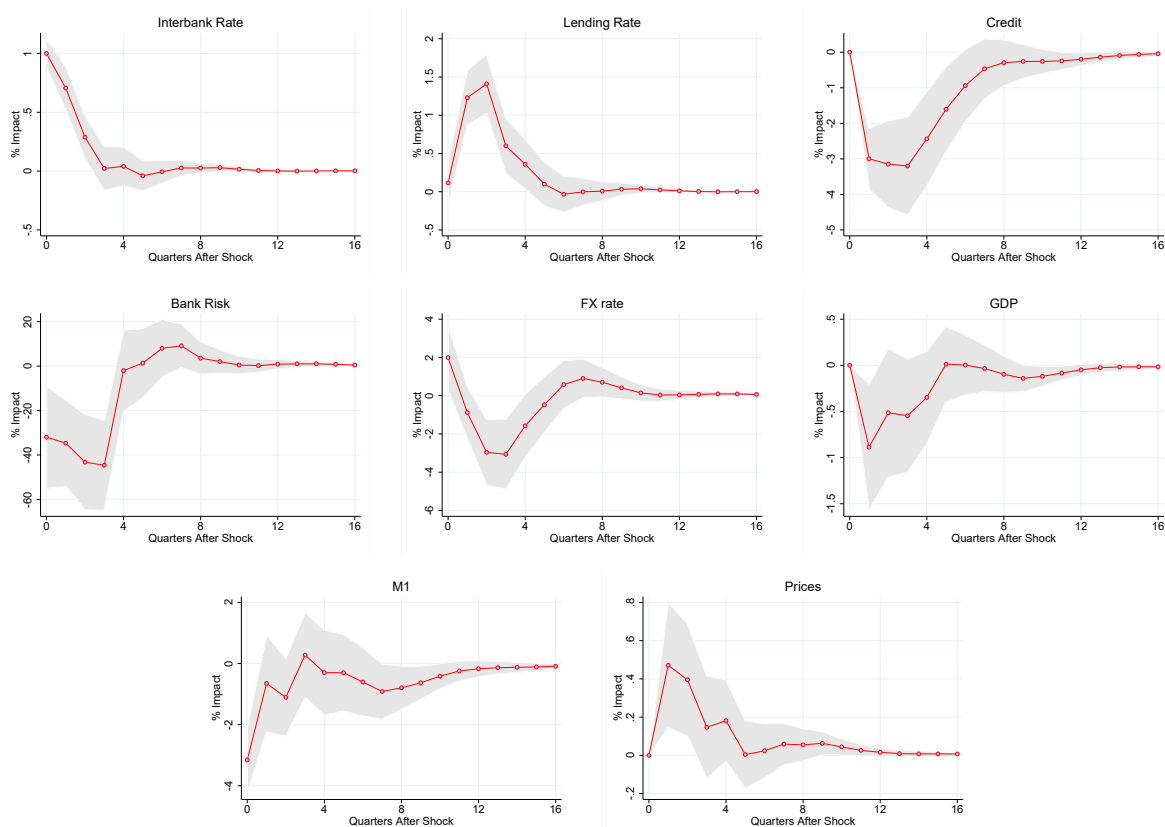 Interbank Rate
% Impact
1
.5
0
-.5
0 4 8 12 16
Quarters After Shock
Lending Rate
% Impact
2
1.5
1
.5
0
-.5
0 4 8 12 16
Quarters After Shock
Credit
% Impact
0
-1
-2
-3
-4
-5
0 4 8 12 16
Quarters After Shock
Bank Risk
% Impact
20
0
-20
-40
-60
0 4 8 12 16
Quarters After Shock
FX rate
% Impact
4
2
0
-2
-4
-6
0 4 8 12 16
Quarters After Shock
GDP
% Impact
.5
0
-.5
-1
-1.5
0 4 8 12 16
Quarters After Shock
M1
% Impact
2
0
-2
-4
0 4 8 12 16
Quarters After Shock
Prices
% Impact
.8
.6
.4
.2
0
-.2
0 4 8 12 16
Quarters After Shock